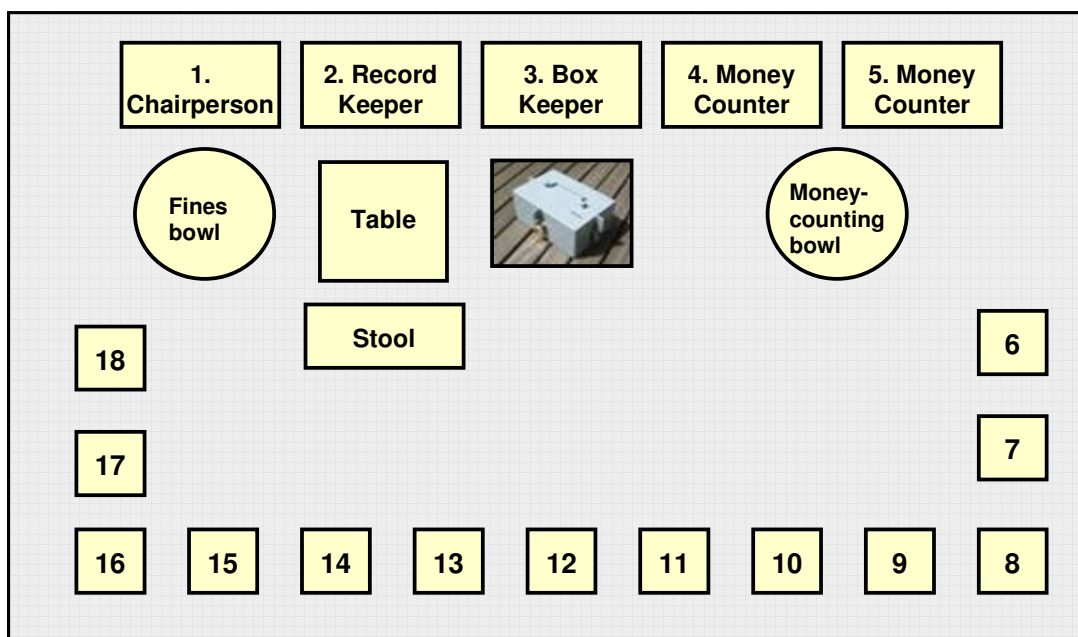 1.
Chairperson
2. Record
Keeper
3. Box
Keeper
4. Money
Counter
5. Money
Counter
Fines
bowl
Table
Money-
counting
bowl
Stool
18
6
17
7
16
15
14
13
12
11
10
9
8